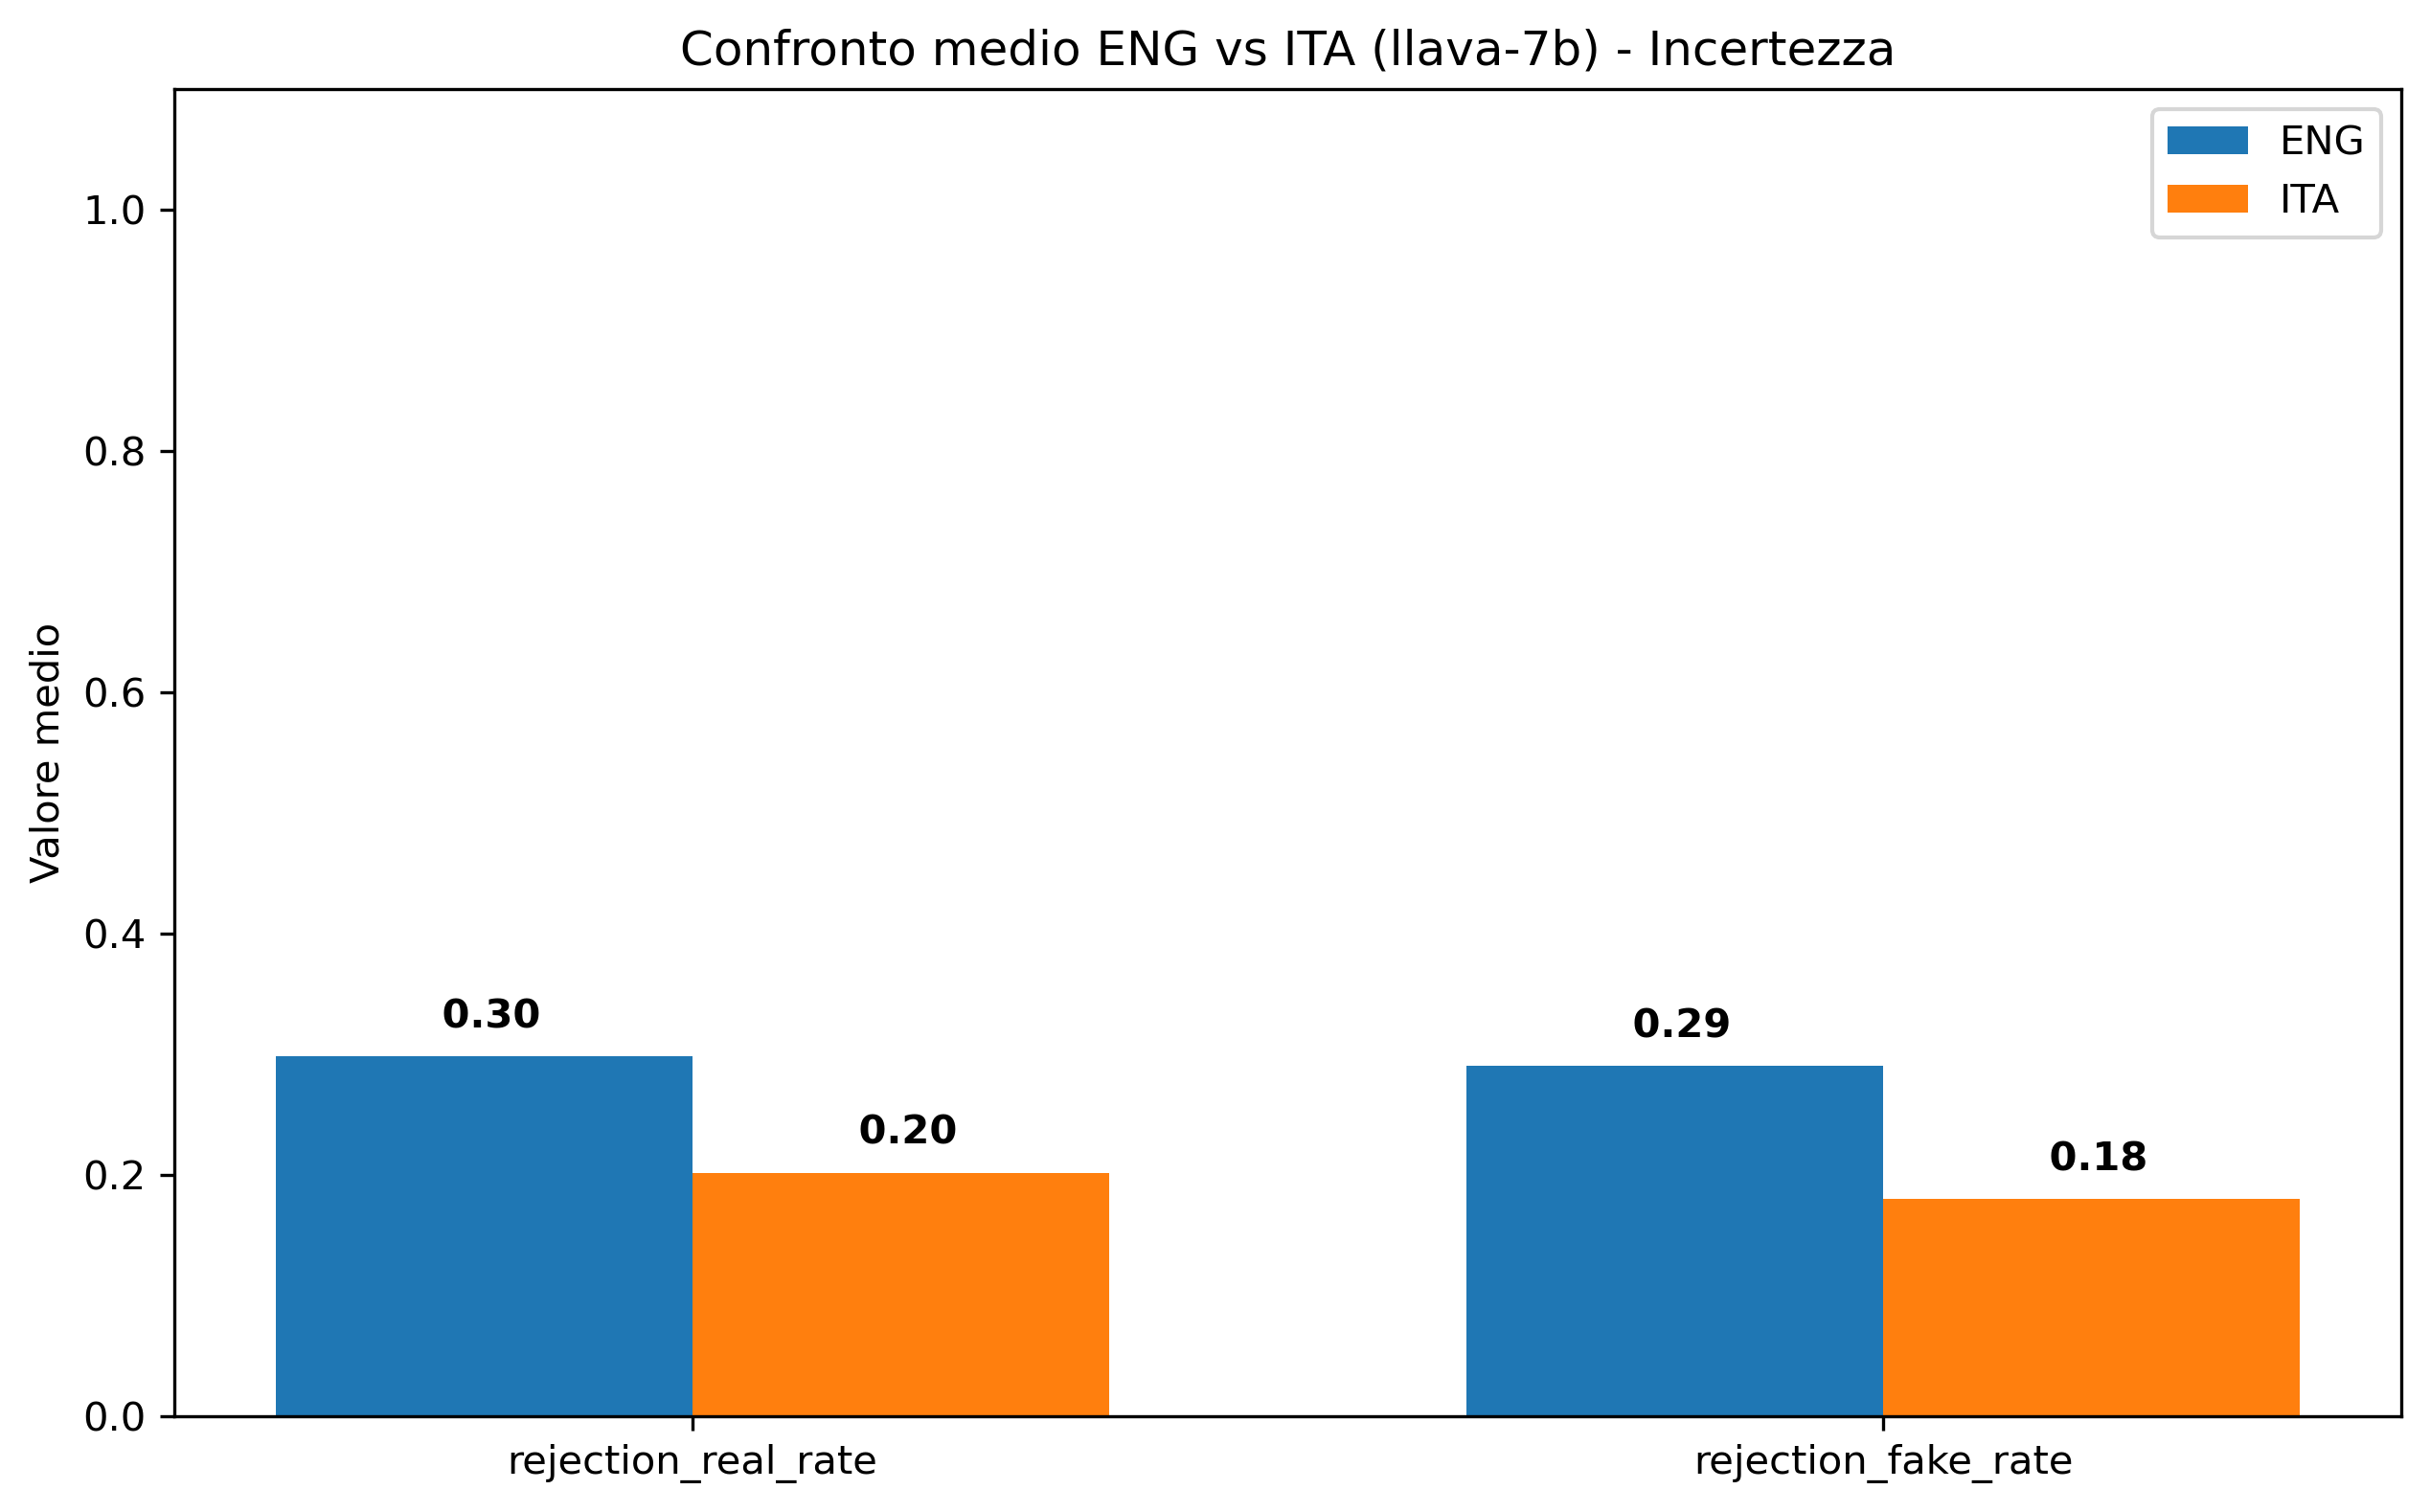 Confronto medio ENG vs ITA (llava-7b) - Incertezza
ENG
ITA
Valore medio
1.0
0.8
0.6
0.4
0.2
0.0
0.30
0.20
0.29
0.18
rejection_real_rate
rejection_fake_rate